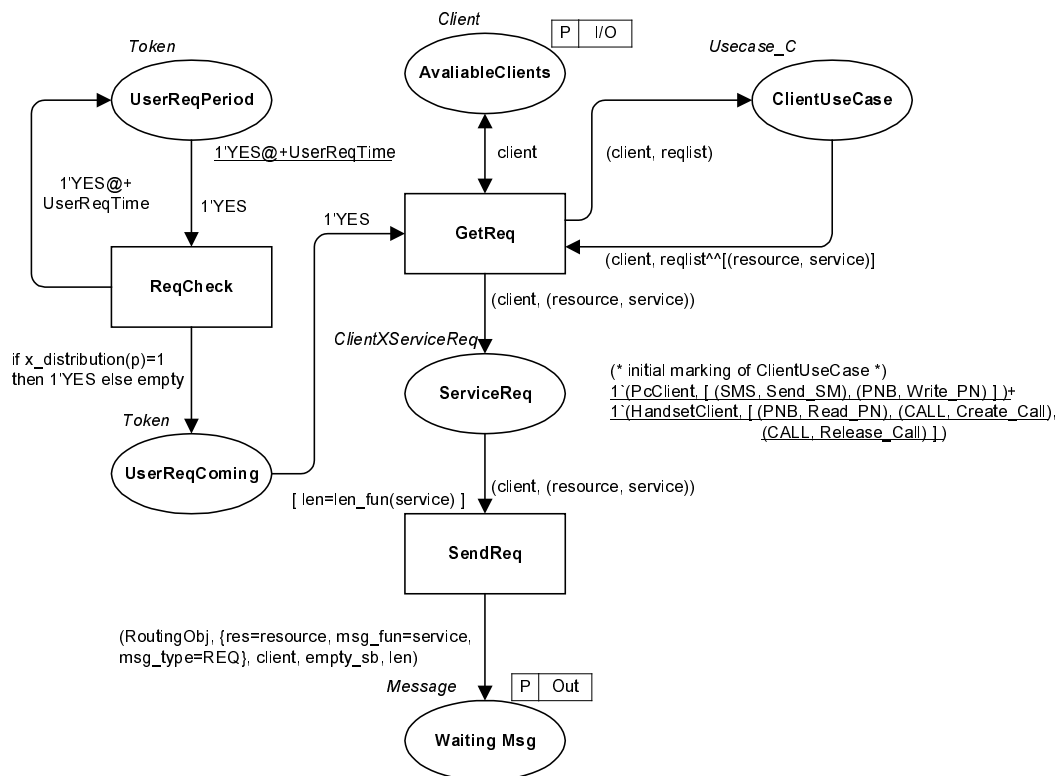 Client
P I/O
Token
Usecase_C
AvaliableClients
UserReqPeriod
ClientUseCase
1'YES@+UserReqTime
client
(client, reqlist)
1'YES@+
UserReqTime
1'YES
1'YES
GetReq
(client, reqlist^^[(resource, service)]
ReqCheck
(client, (resource, service))
ClientXServiceReq
if x_distribution(p)=1
then 1'YES else empty
ServiceReq
(* initial marking of ClientUseCase *)
1`(PcClient, [ (SMS, Send_SM), (PNB, Write_PN) ] )+
1`(HandsetClient, [ (PNB, Read_PN), (CALL, Create_Call),
(CALL, Release_Call) ] )
Token
UserReqComing
(client, (resource, service))
[ len=len_fun(service) ]
SendReq
(RoutingObj, {res=resource, msg_fun=service,
msg_type=REQ}, client, empty_sb, len)
Message
P Out
Waiting Msg